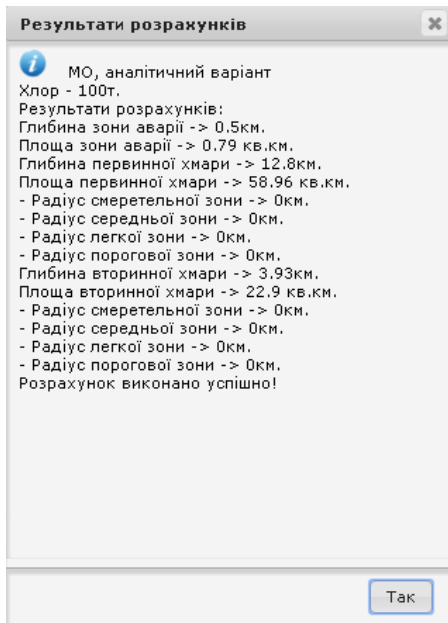 Результати розрахунків
МО, аналітичний варіант
Хлор - 100т.
Результати розрахунків:
Глибина зони аварії -> 0.5км.
Площа зони аварії -> 0.79 кв.км.
Глибина первинної хмари -> 12.8км.
Площа первинної хмари -> 58.96 кв.км.
- Радіус смеретельної зони -> 0км.
- Радіус середньої зони -> 0км.
- Радіус легкої зони -> 0км.
- Радіус порогової зони -> 0км.
Глибина вторинної хмари -> 3.93км.
Площа вторинної хмари -> 22.9 кв.км.
- Радіус смеретельної зони -> 0км.
- Радіус середньої зони -> 0км.
- Радіус легкої зони -> 0км.
- Радіус порогової зони -> 0км.
Розрахунок виконано успішно!
Так